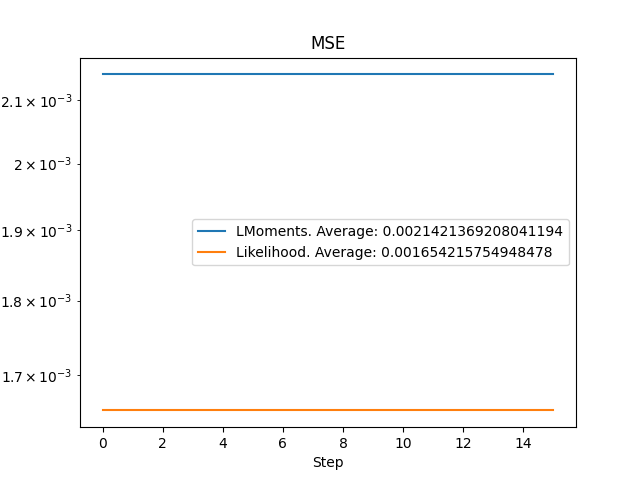 MSE
2.1 × 10⁻³
2 × 10⁻³
1.9 × 10⁻³
1.8 × 10⁻³
1.7 × 10⁻³
LMoments. Average: 0.0021421369208041194
Likelihood. Average: 0.001654215754948478
0 2 4 6 8 10 12 14
Step